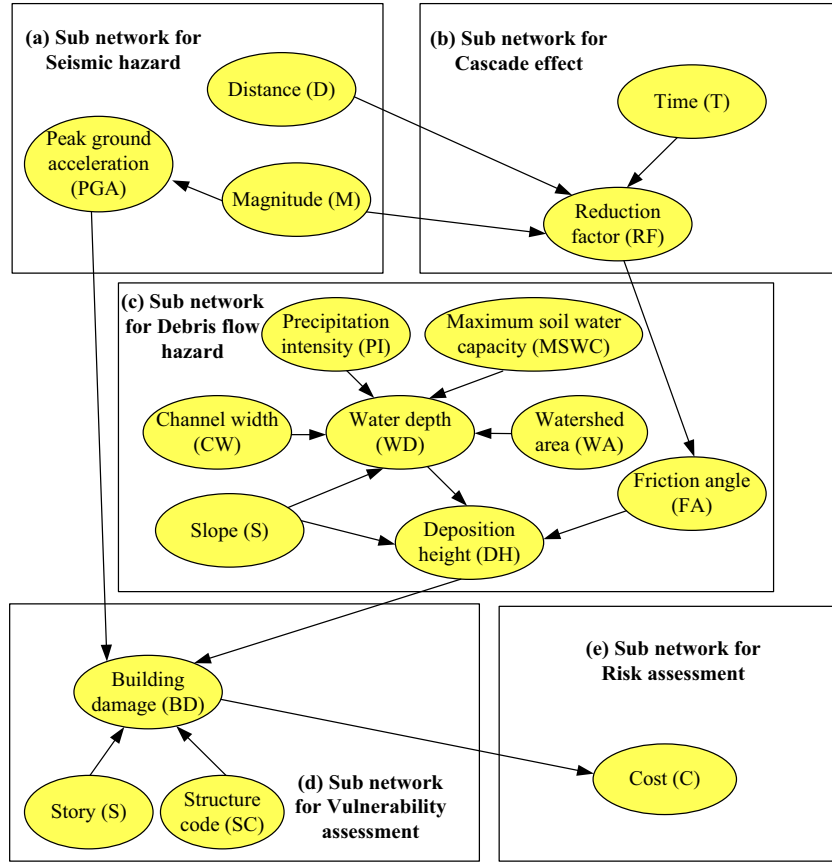 (a) Sub network for
Seismic hazard
Distance (D)
Peak ground
acceleration
(PGA)
Magnitude (M)
(b) Sub network for
Cascade effect
Time (T)
Reduction
factor (RF)
(c) Sub network
for Debris flow
hazard
Precipitation
intensity (PI)
Maximum soil water
capacity (MSWC)
Channel width
(CW)
Water depth
(WD)
Watershed
area (WA)
Friction angle
(FA)
Slope (S)
Deposition
height (DH)
Building
damage (BD)
Story (S)
Structure
code (SC)
(d) Sub network
for Vulnerability
assessment
(e) Sub network for
Risk assessment
Cost (C)